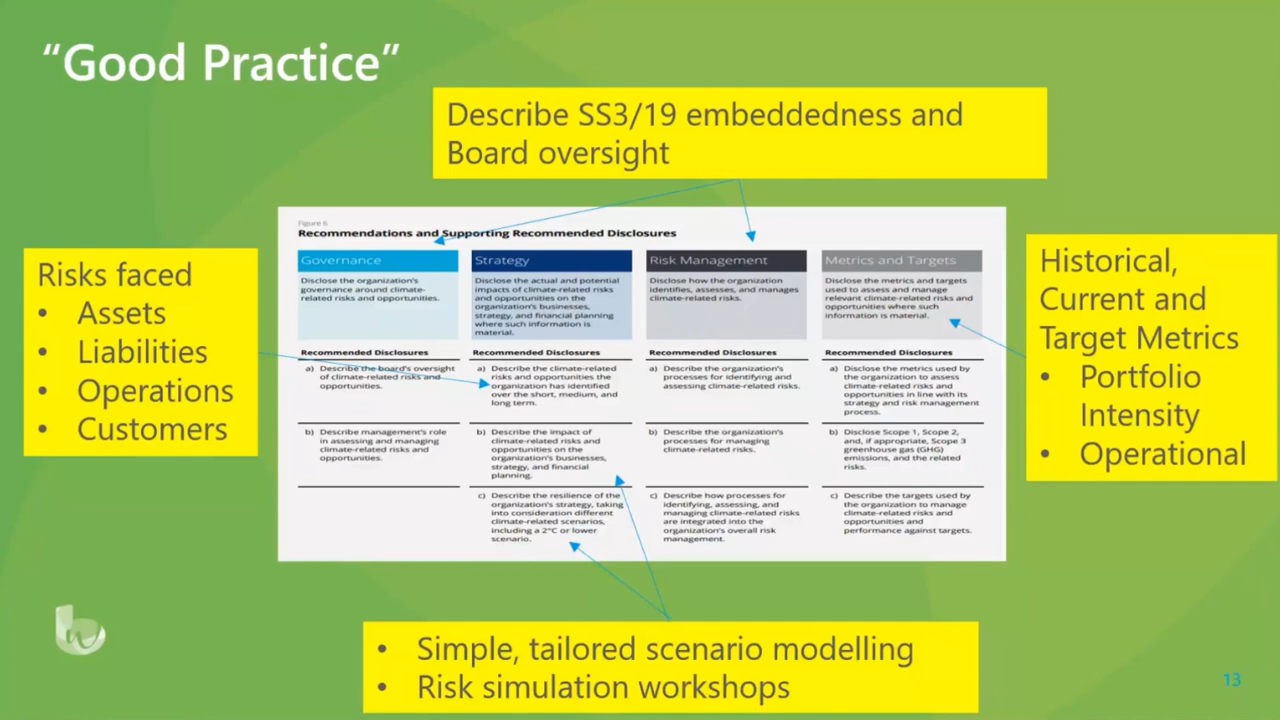 “Good Practice”
Describe SS3/19 embeddedness and
Board oversight
Risks faced
• Assets
• Liabilities
• Operations
• Customers
Figure 6
Recommendations and Supporting Recommended Disclosures
Governance
Disclose the organization's
governance around climate-
related risks and opportunities.
Recommended Disclosures
a) Describe the board's oversight
of climate-related risks and
opportunities.
b) Describe management's role
in assessing and managing
climate-related risks and
opportunities.
Strategy
Disclose the actual and potential
impacts of climate-related risks
and opportunities on the
organization's businesses,
strategy, and financial planning
where such information is
material.
Recommended Disclosures
a) Describe the climate-related
risks and opportunities the
organization has identified
over the short, medium, and
long term.
b) Describe the impact of
climate-related risks and
opportunities on the
organization's businesses,
strategy, and financial
planning.
c) Describe the resilience of the
organization's strategy, taking
into consideration different
climate-related scenarios,
including a 2°C or lower
scenario.
Risk Management
Disclose how the organization
identifies, assesses, and manages
climate-related risks.
Recommended Disclosures
a) Describe the organization's
processes for identifying and
assessing climate-related risks.
b) Describe the organization's
processes for managing
climate-related risks.
c) Describe how processes for
identifying, assessing, and
managing climate-related risks
are integrated into the
organization's overall risk
management.
Metrics and Targets
Disclose the metrics and targets
used to assess and manage
relevant climate-related risks and
opportunities where such
information is material.
Recommended Disclosures
a) Disclose the metrics used by the
organization to assess
climate-related risks and
opportunities in line with its
strategy and risk management
process.
b) Disclose Scope 1, Scope 2,
and, if appropriate, Scope 3
greenhouse gas (GHG)
emissions, and the related
risks.
c) Describe the targets used by
the organization to manage
climate-related risks and
opportunities and
performance against targets.
Historical,
Current and
Target Metrics
• Portfolio
Intensity
• Operational
• Simple, tailored scenario modelling
• Risk simulation workshops
13